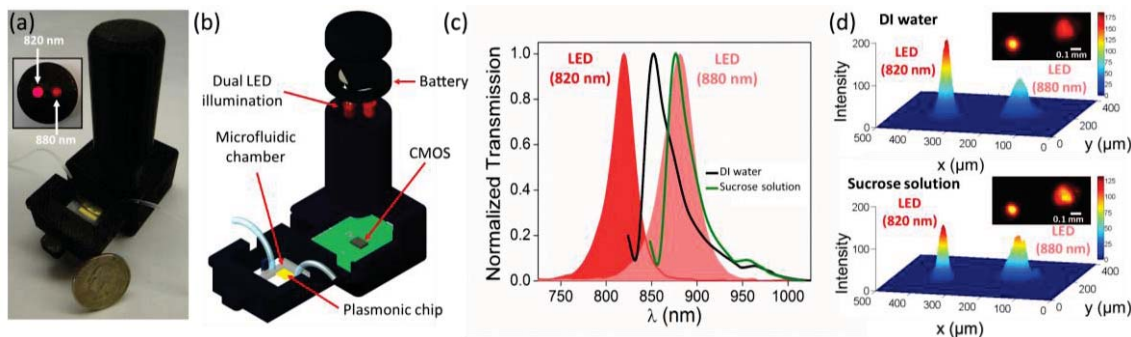 (a)
820 nm
880 nm
(b)
Dual LED
illumination
Microfluidic
chamber
Battery
CMOS
Plasmonic chip
(c)
Normalized Transmission
1.0
0.8
0.6
0.4
0.2
0.0
LED
(820 nm)
LED
(880 nm)
DI water
Sucrose solution
750 800 850 900 950 1000
λ (nm)
(d)
DI water
LED
(820 nm)
LED
(880 nm)
0.1 mm
Intensity
200
100
0
500 400 300 200 100 0
x (μm)
0
200
400
y (μm)
175
150
125
100
75
50
25
0
Sucrose solution
LED
(820 nm)
LED
(880 nm)
0.1 mm
Intensity
200
100
0
500 400 300 200 100 0
x (μm)
0
200
400
y (μm)
175
150
125
100
75
50
25
0